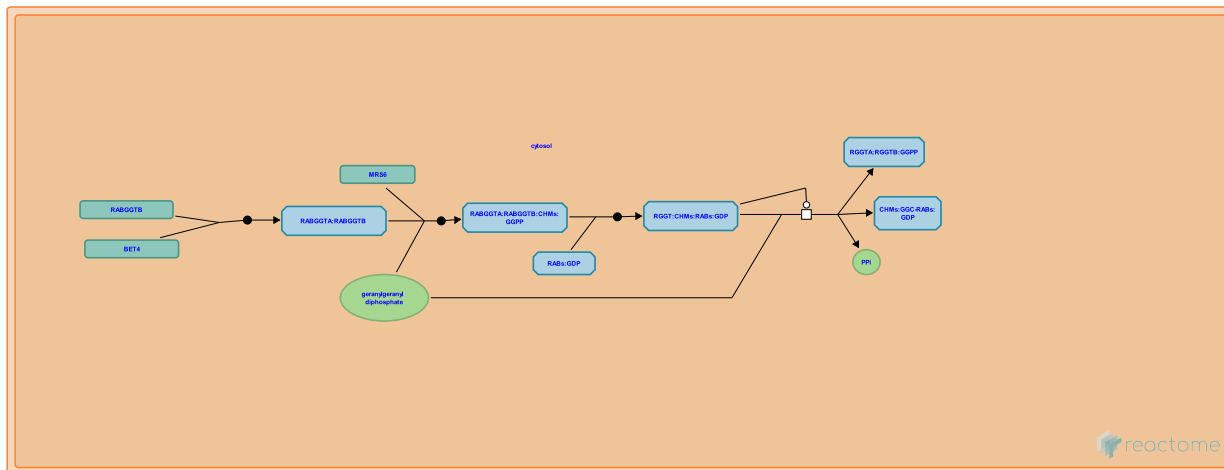 cytosol
RGGTA:RGGTB:GGPP
MRS6
RABGGTB
RABGGTA:RABGGTB
RABGGTA:RABGGTB:CHMs:
GGPP
RGGT:CHMs:RABs:GDP
CHMs:GGC-RABs:
GDP
BET4
RABs:GDP
PPi
geranylgeranyl
diphosphate
reactome